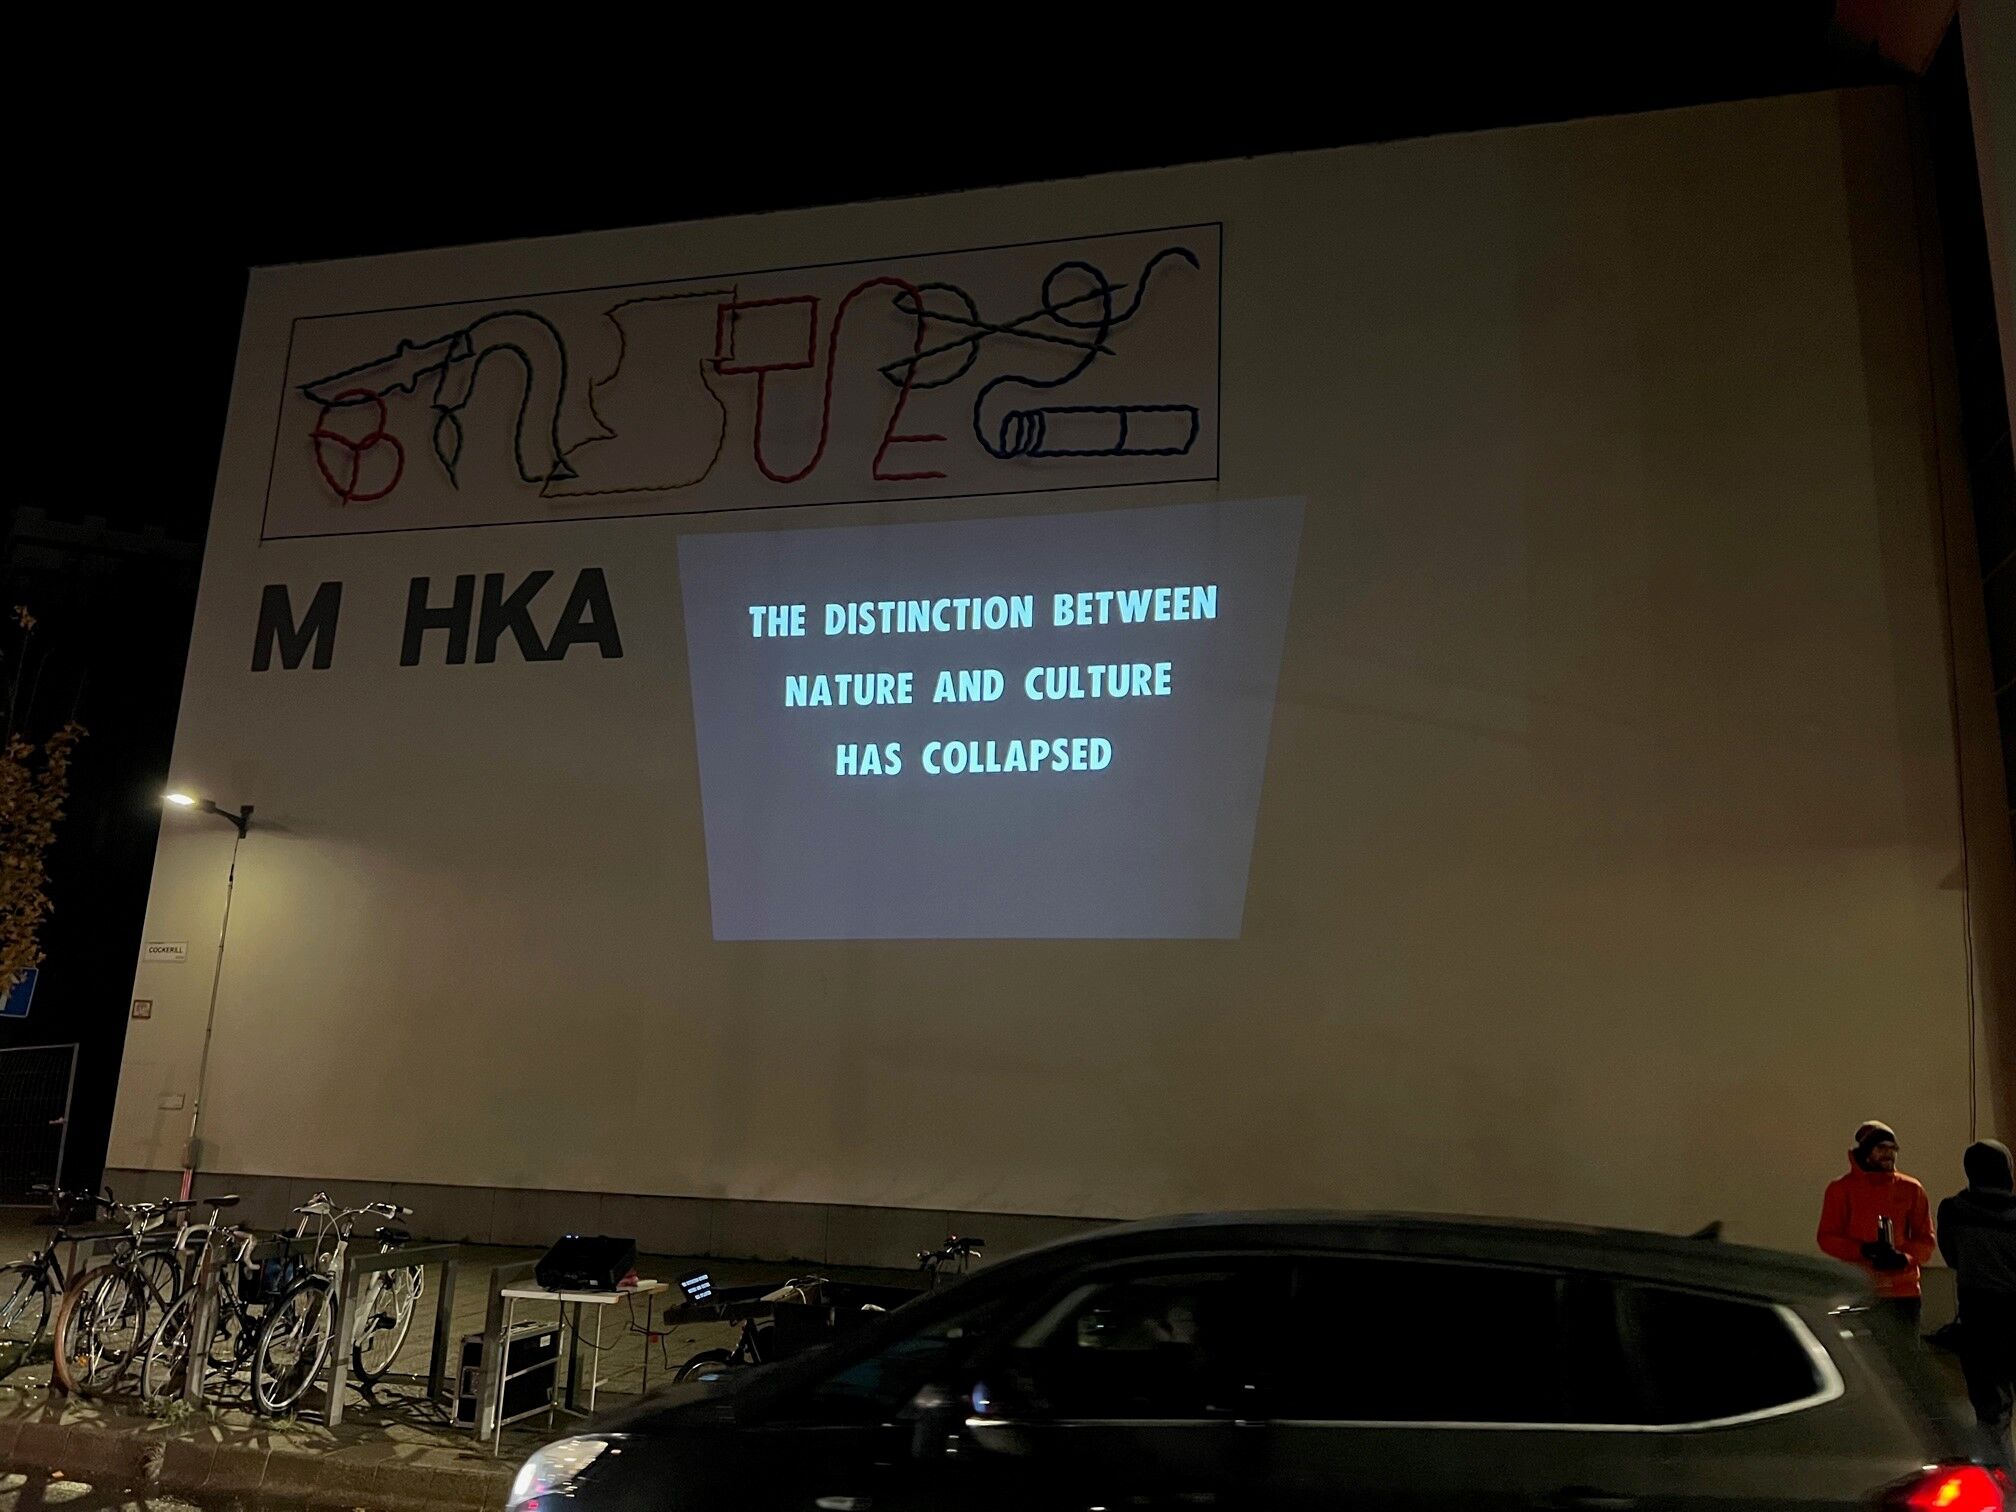 M HKA
THE DISTINCTION BETWEEN
NATURE AND CULTURE
HAS COLLAPSED
COCKERILL